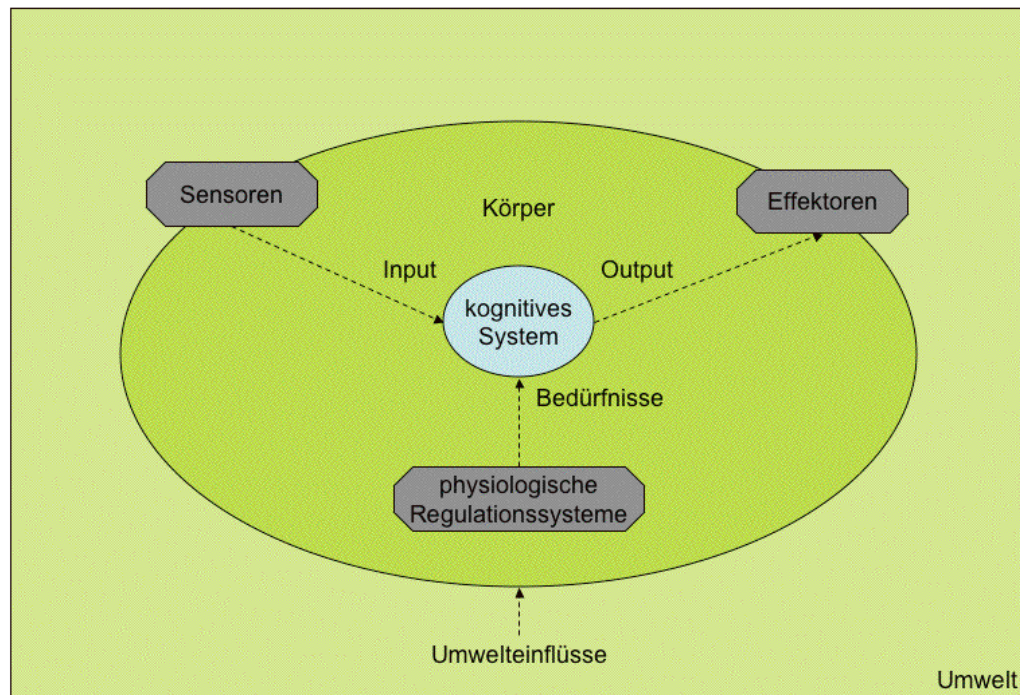 Sensoren
Effektoren
Körper
Input
Output
kognitives
System
Bedürfnisse
physiologische
Regulationssysteme
Umwelteinflüsse
Umwelt